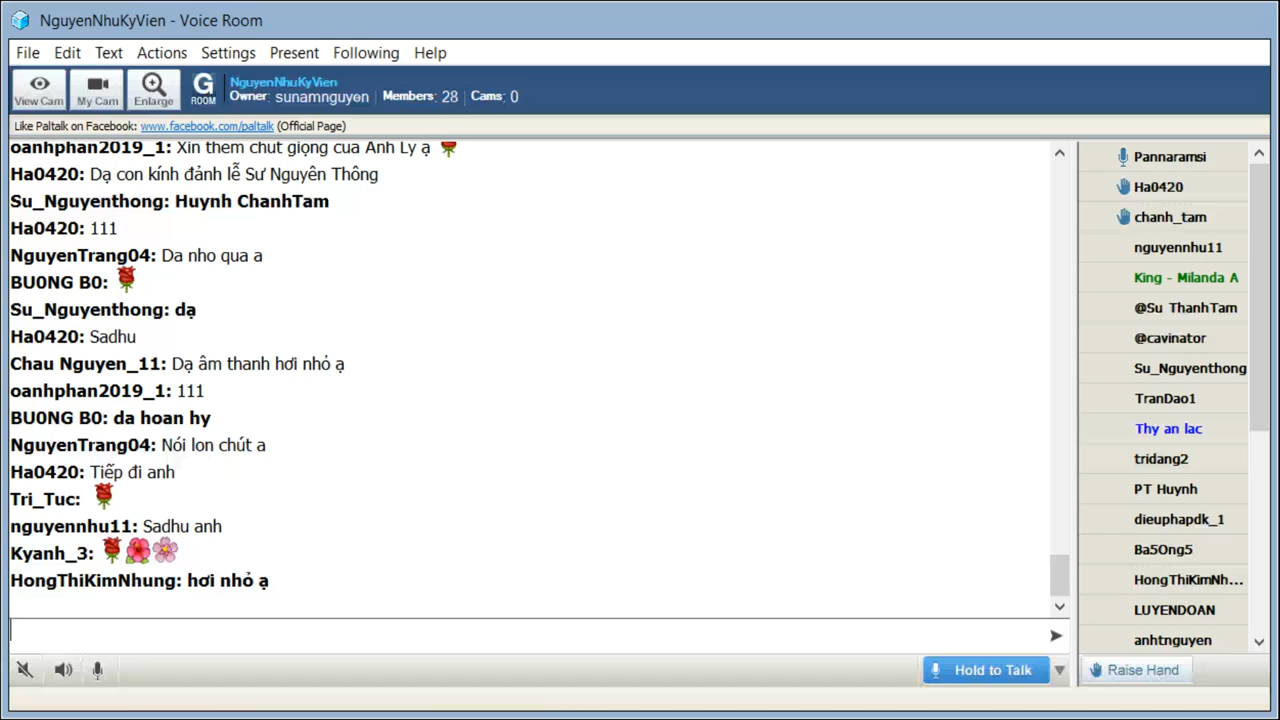 NguyenNhuKyVien - Voice Room
File Edit Text Actions Settings Present Following Help
View Cam My Cam Enlarge G ROOM NguyenNhuKyVien
Owner: sunamnguyen Members: 28 Cams: 0
Like Paltalk on Facebook: www.facebook.com/paltalk (Official Page)
oanhphan2019_1: Xin them chut giọng cua Anh Ly ạ
Ha0420: Dạ con kính đảnh lễ Sư Nguyên Thông
Su_Nguyenthong: Huynh ChanhTam
Ha0420: 111
NguyenTrang04: Da nho qua a
BU0NG B0:
Su_Nguyenthong: dạ
Ha0420: Sadhu
Chau Nguyen_11: Dạ âm thanh hơi nhỏ ạ
oanhphan2019_1: 111
BU0NG B0: da hoan hy
NguyenTrang04: Nói lon chút a
Ha0420: Tiếp đi anh
Tri_Tuc:
nguyennhu11: Sadhu anh
Kyanh_3:
HongThiKimNhung: hơi nhỏ ạ
Pannaramsi
Ha0420
chanh_tam
nguyennhu11
King - Milanda A
@Su ThanhTam
@cavinator
Su_Nguyenthong
TranDao1
Thy an lac
tridang2
PT Huynh
dieuphapdk_1
Ba5Ong5
HongThiKimNh...
LUYENDOAN
anhtnguyen
Hold to Talk
Raise Hand